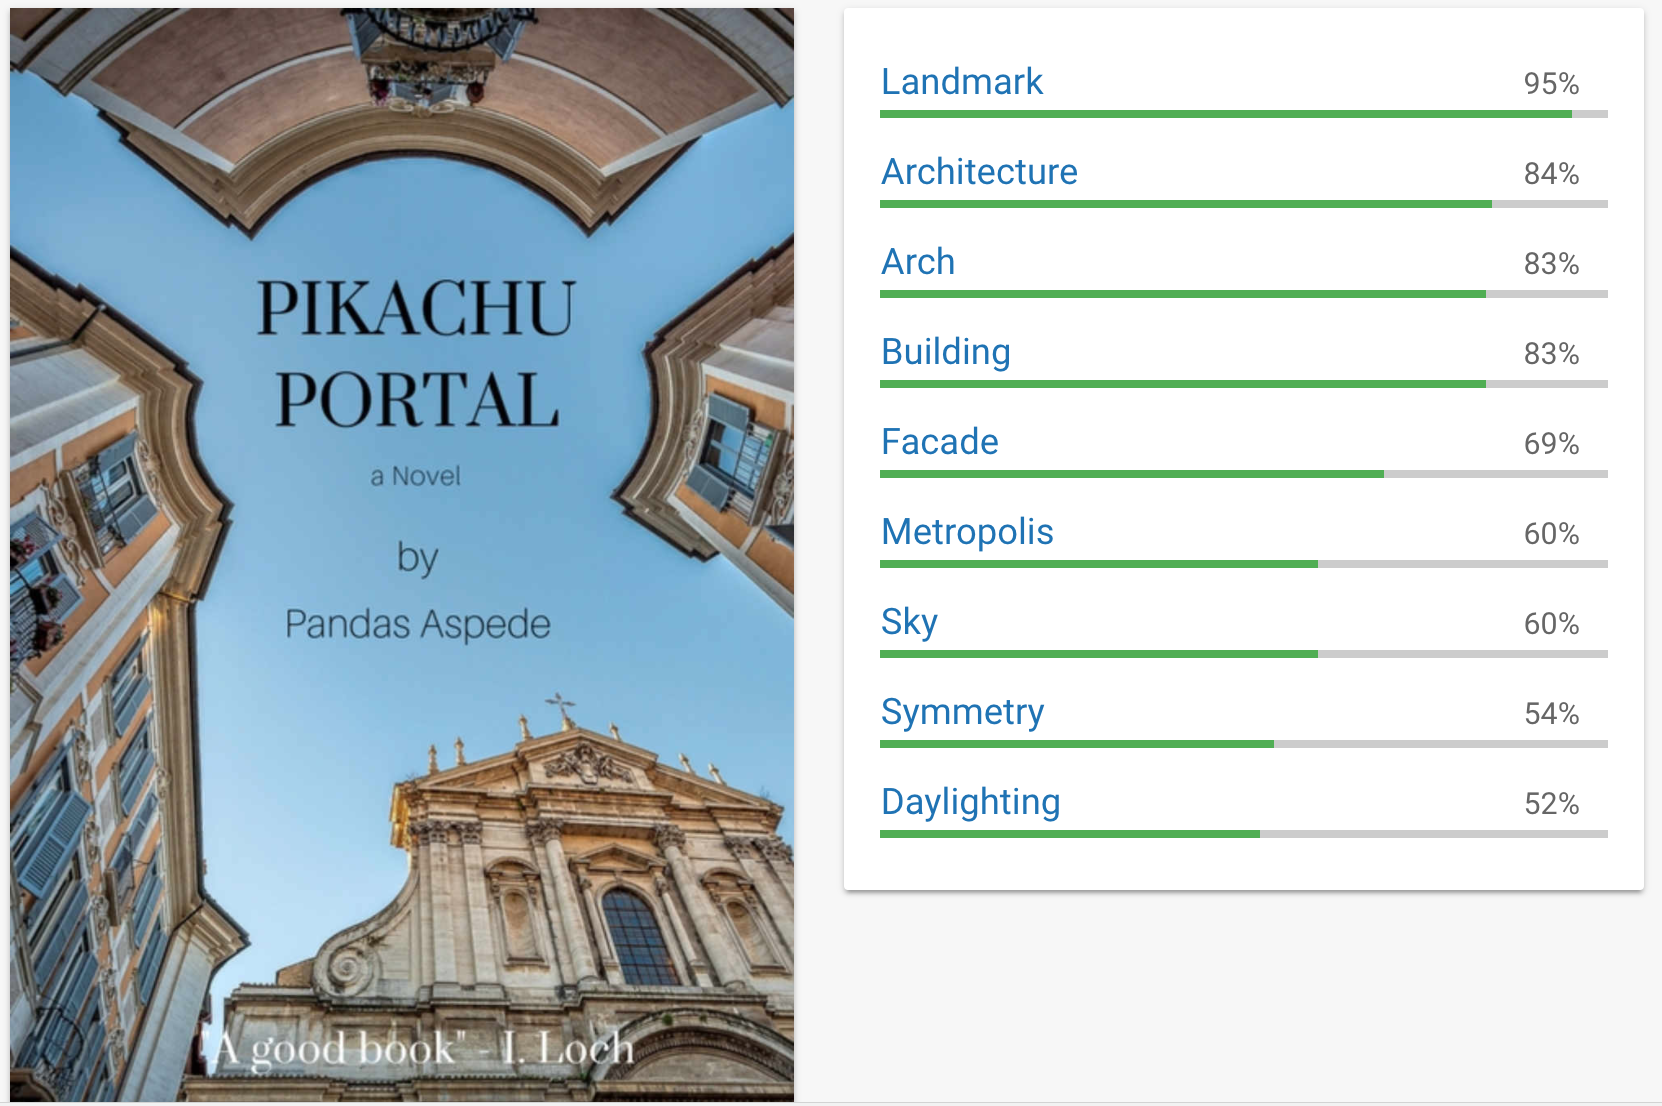 PIKACHU
PORTAL
a Novel
by
Pandas Aspede
"A good book" - I. Loch
Landmark 95%
Architecture 84%
Arch 83%
Building 83%
Facade 69%
Metropolis 60%
Sky 60%
Symmetry 54%
Daylighting 52%